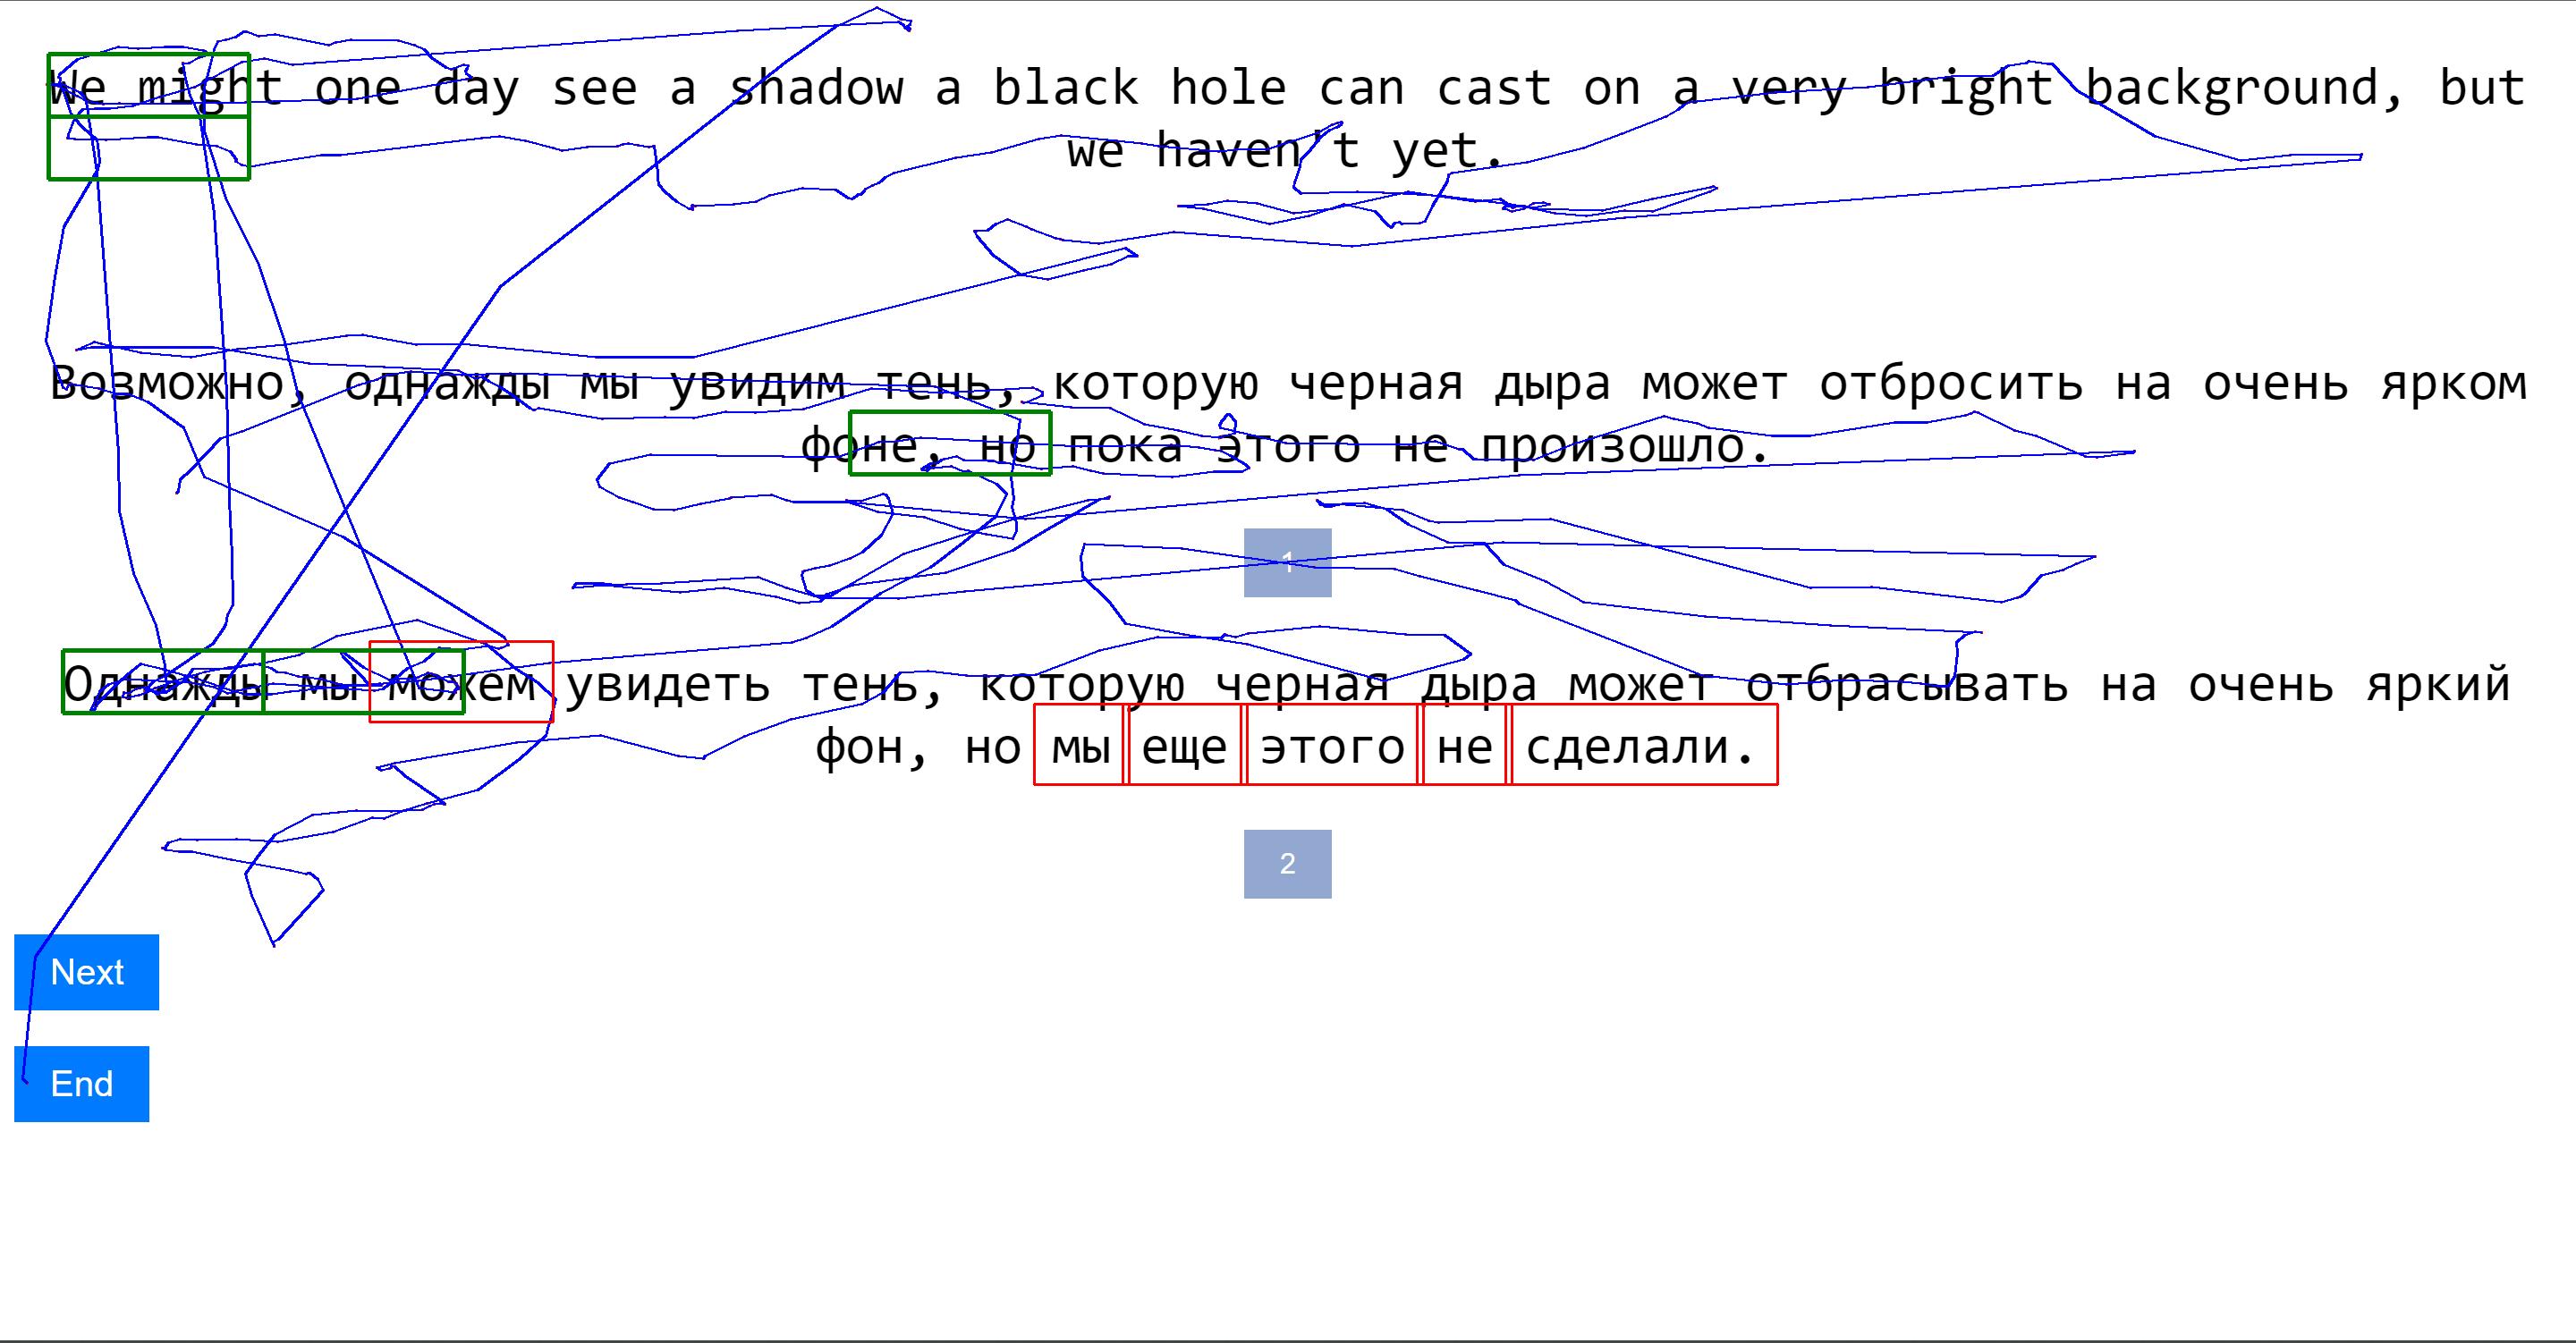 We might one day see a shadow a black hole can cast on a very bright background, but
we haven't yet.
Возможно, однажды мы увидим тень, которую черная дыра может отбросить на очень ярком
фоне, но пока этого не произошло.
1
Однажды мы можем увидеть тень, которую черная дыра может отбрасывать на очень яркий
фон, но мы еще этого не сделали.
2
Next
End